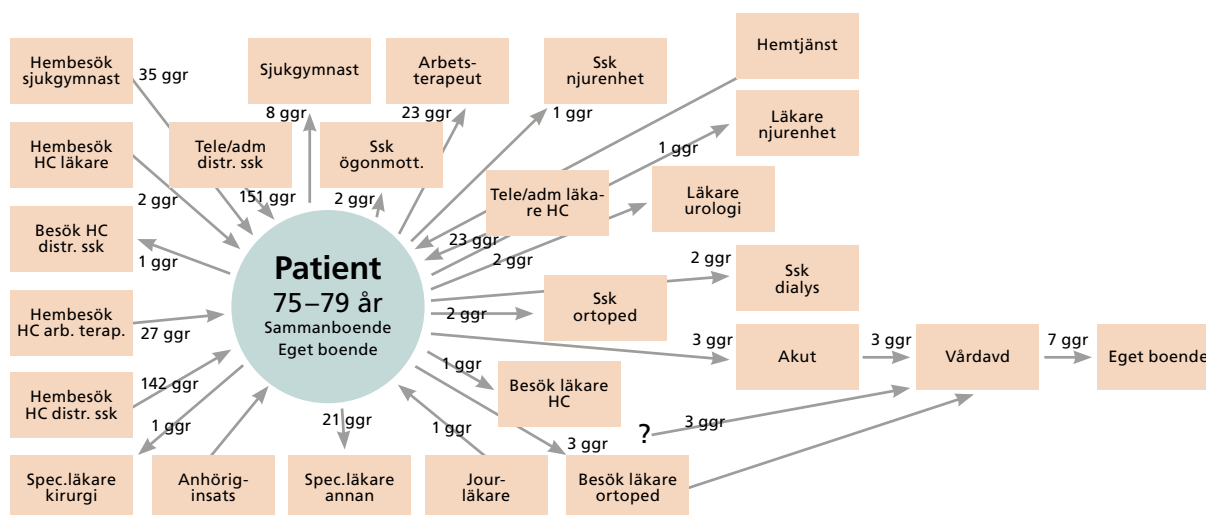 Hembesök
sjukgymnast
35 ggr
Sjukgymnast
8 ggr
Arbets-
terapeut
23 ggr
Ssk
njurenhet
1 ggr
Hemtjänst
Hembesök
HC läkare
2 ggr
Tele/adm
distr. ssk
151 ggr
Ssk
ögonmott.
2 ggr
Läkare
njurenhet
1 ggr
Tele/adm läka-
re HC
23 ggr
Läkare
urologi
2 ggr
Besök HC
distr. ssk
1 ggr
Patient
75–79 år
Sammanboende
Eget boende
Ssk
dialys
2 ggr
Ssk
ortoped
2 ggr
Hembesök
HC arb. terap.
27 ggr
3 ggr
Akut
3 ggr
Vårdavd
7 ggr
Eget boende
Hembesök
HC distr. ssk
142 ggr
1 ggr
Besök läkare
HC
?
3 ggr
1 ggr
Spec.läkare
kirurgi
Anhörig-
insats
21 ggr
Spec.läkare
annan
1 ggr
Jour-
läkare
3 ggr
Besök läkare
ortoped